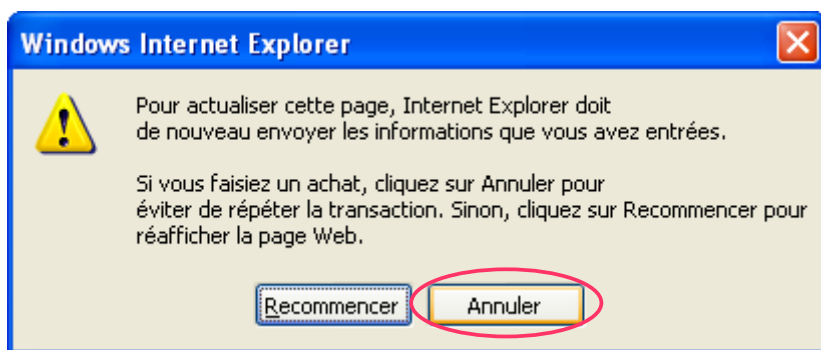 Windows Internet Explorer
Pour actualiser cette page, Internet Explorer doit
de nouveau envoyer les informations que vous avez entrées.
Si vous faisiez un achat, cliquez sur Annuler pour
éviter de répéter la transaction. Sinon, cliquez sur Recommencer pour
réafficher la page Web.
Recommencer Annuler